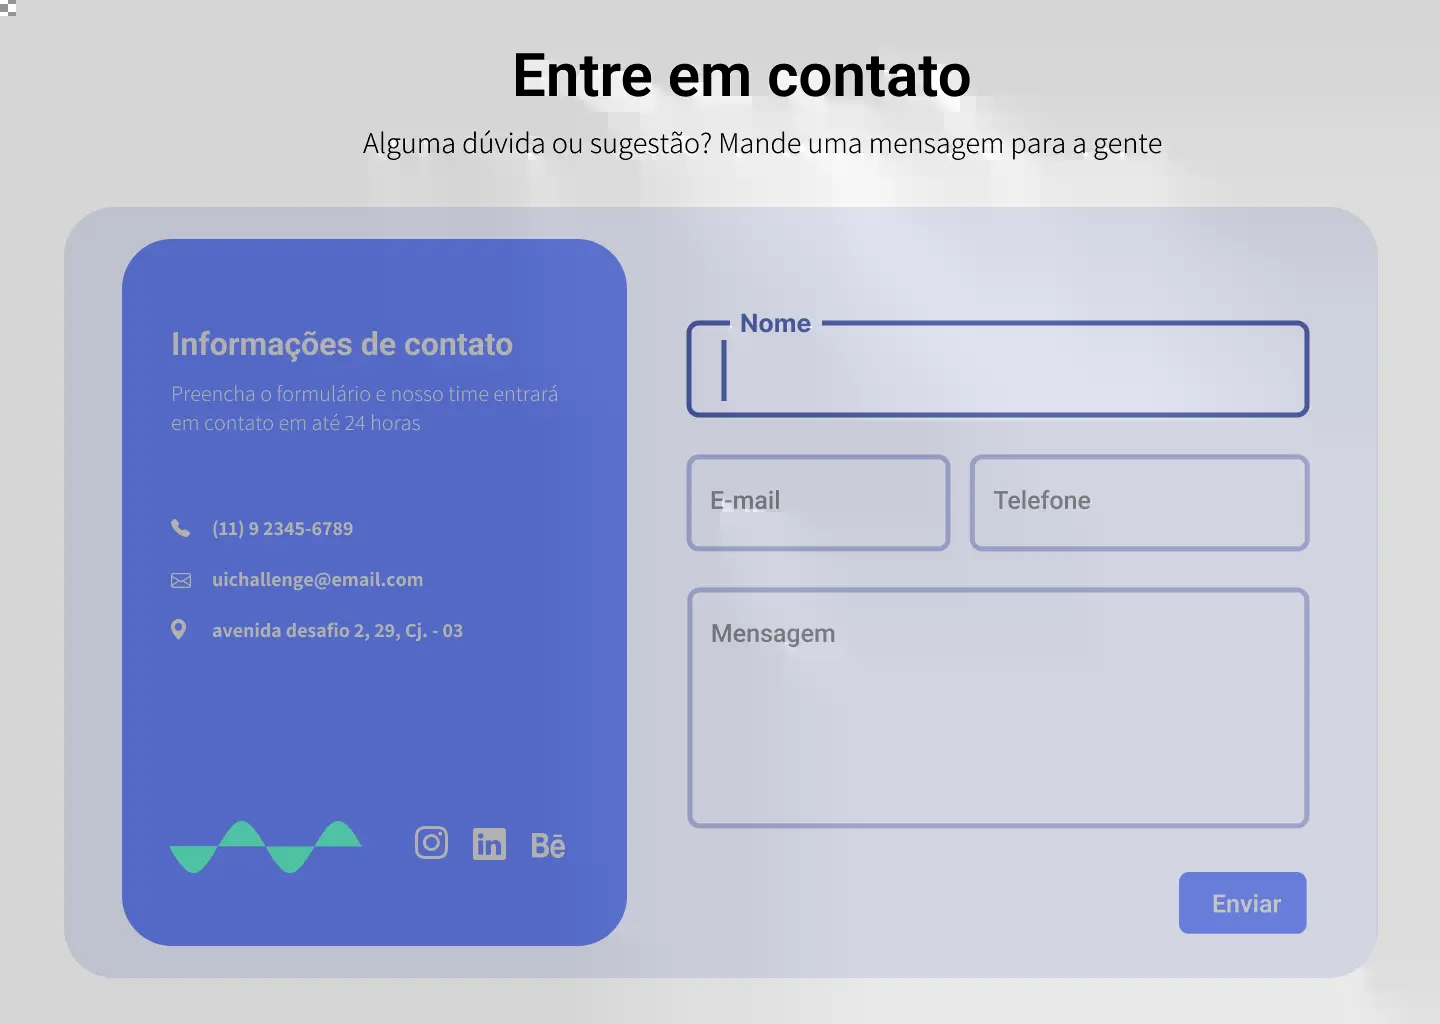 Entre em contato
Alguma dúvida ou sugestão? Mande uma mensagem para a gente
Informações de contato
Preencha o formulário e nosso time entrará
em contato em até 24 horas
(11) 9 2345-6789
uichallenge@email.com
avenida desafio 2, 29, Cj. - 03
in
Bē
Nome
E-mail
Telefone
Mensagem
Enviar